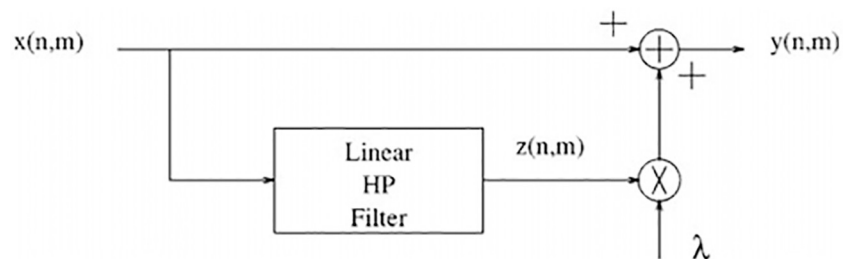 x(n,m)
+
+
y(n,m)
+
Linear
HP
Filter
z(n,m)
X
λ